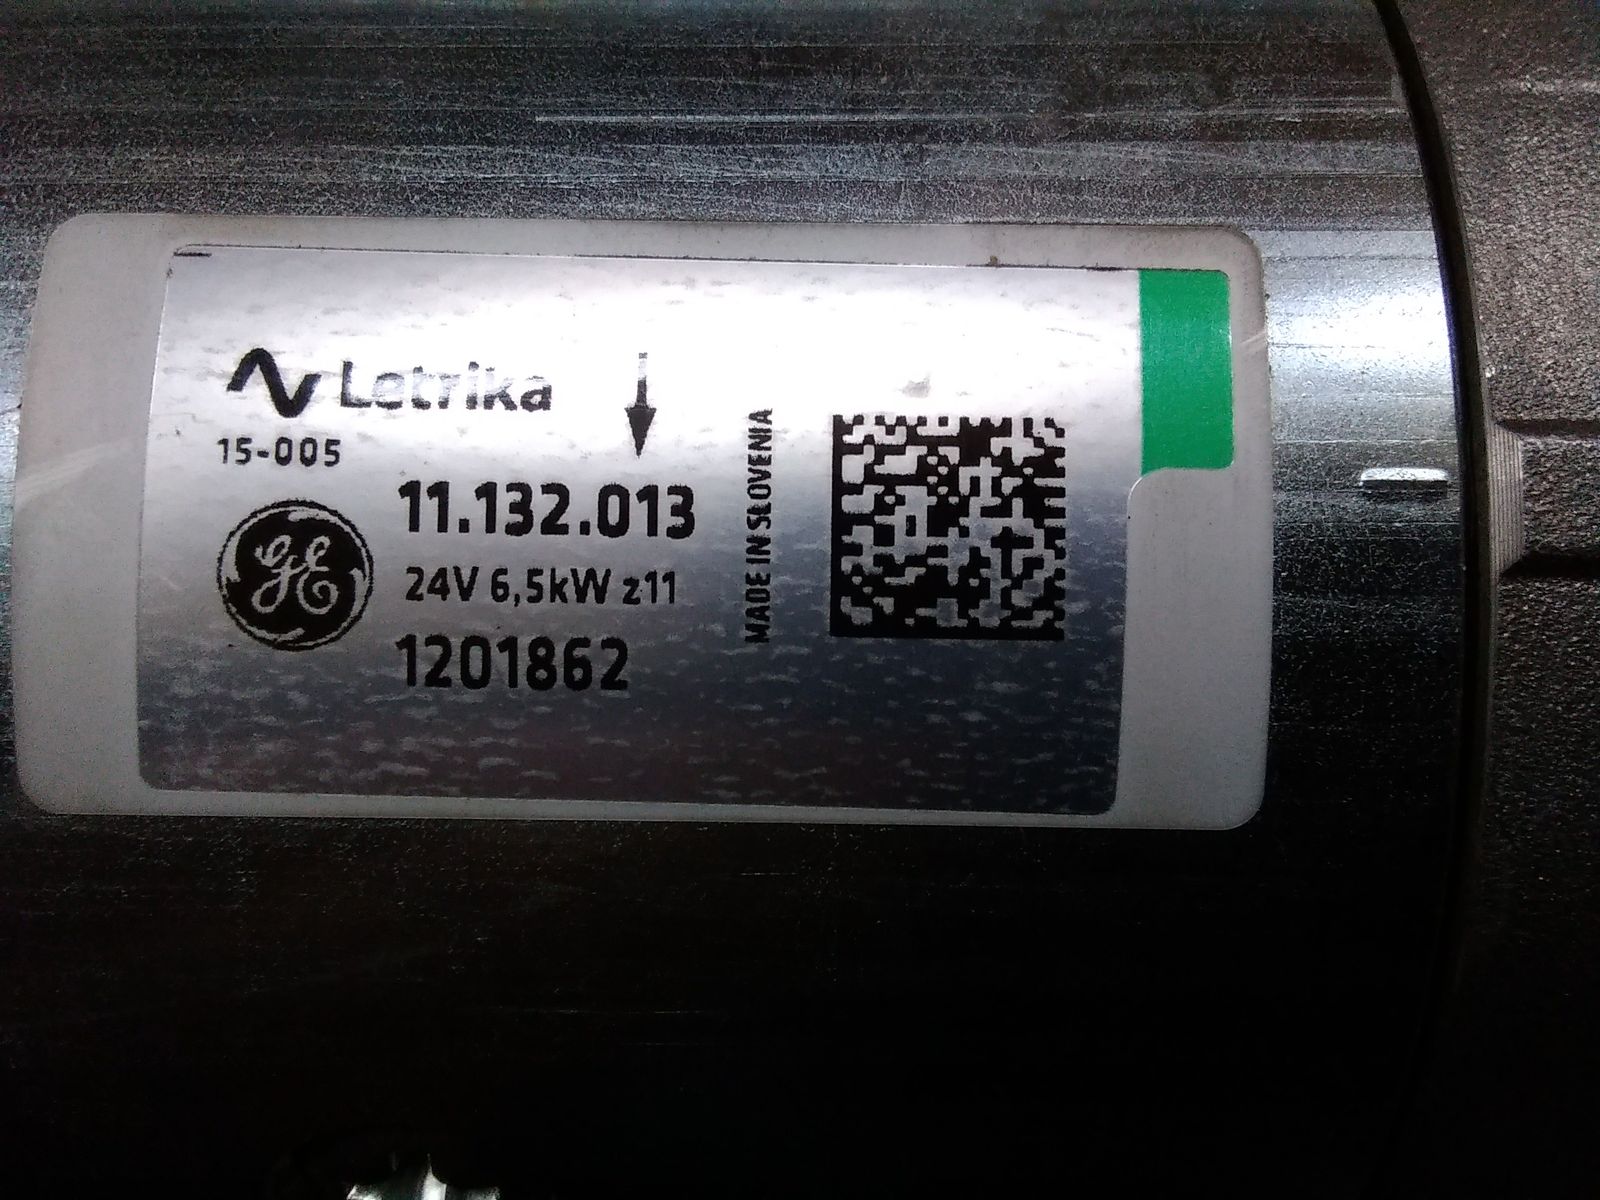 Letrika
15-005
11.132.013
GE
24V 6,5kW z11
1201862
MADE IN SLOVENIA